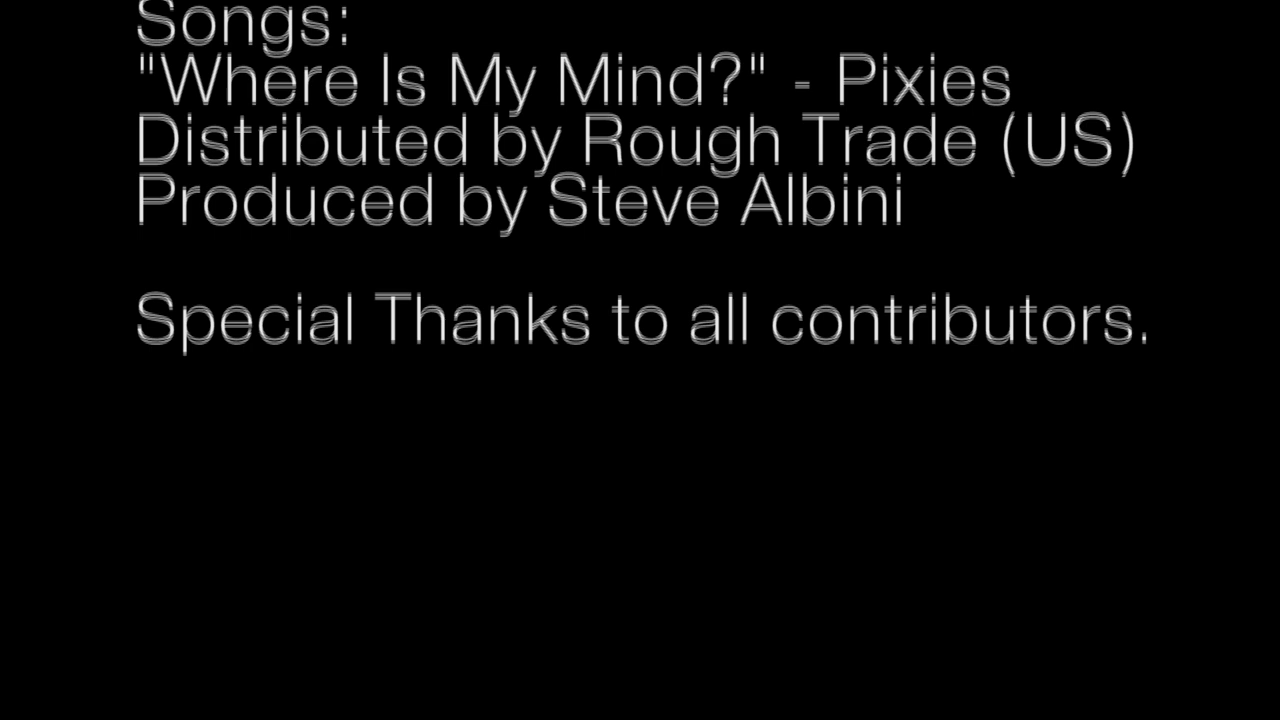 Songs:
"Where Is My Mind?" - Pixies
Distributed by Rough Trade (US)
Produced by Steve Albini
Special Thanks to all contributors.